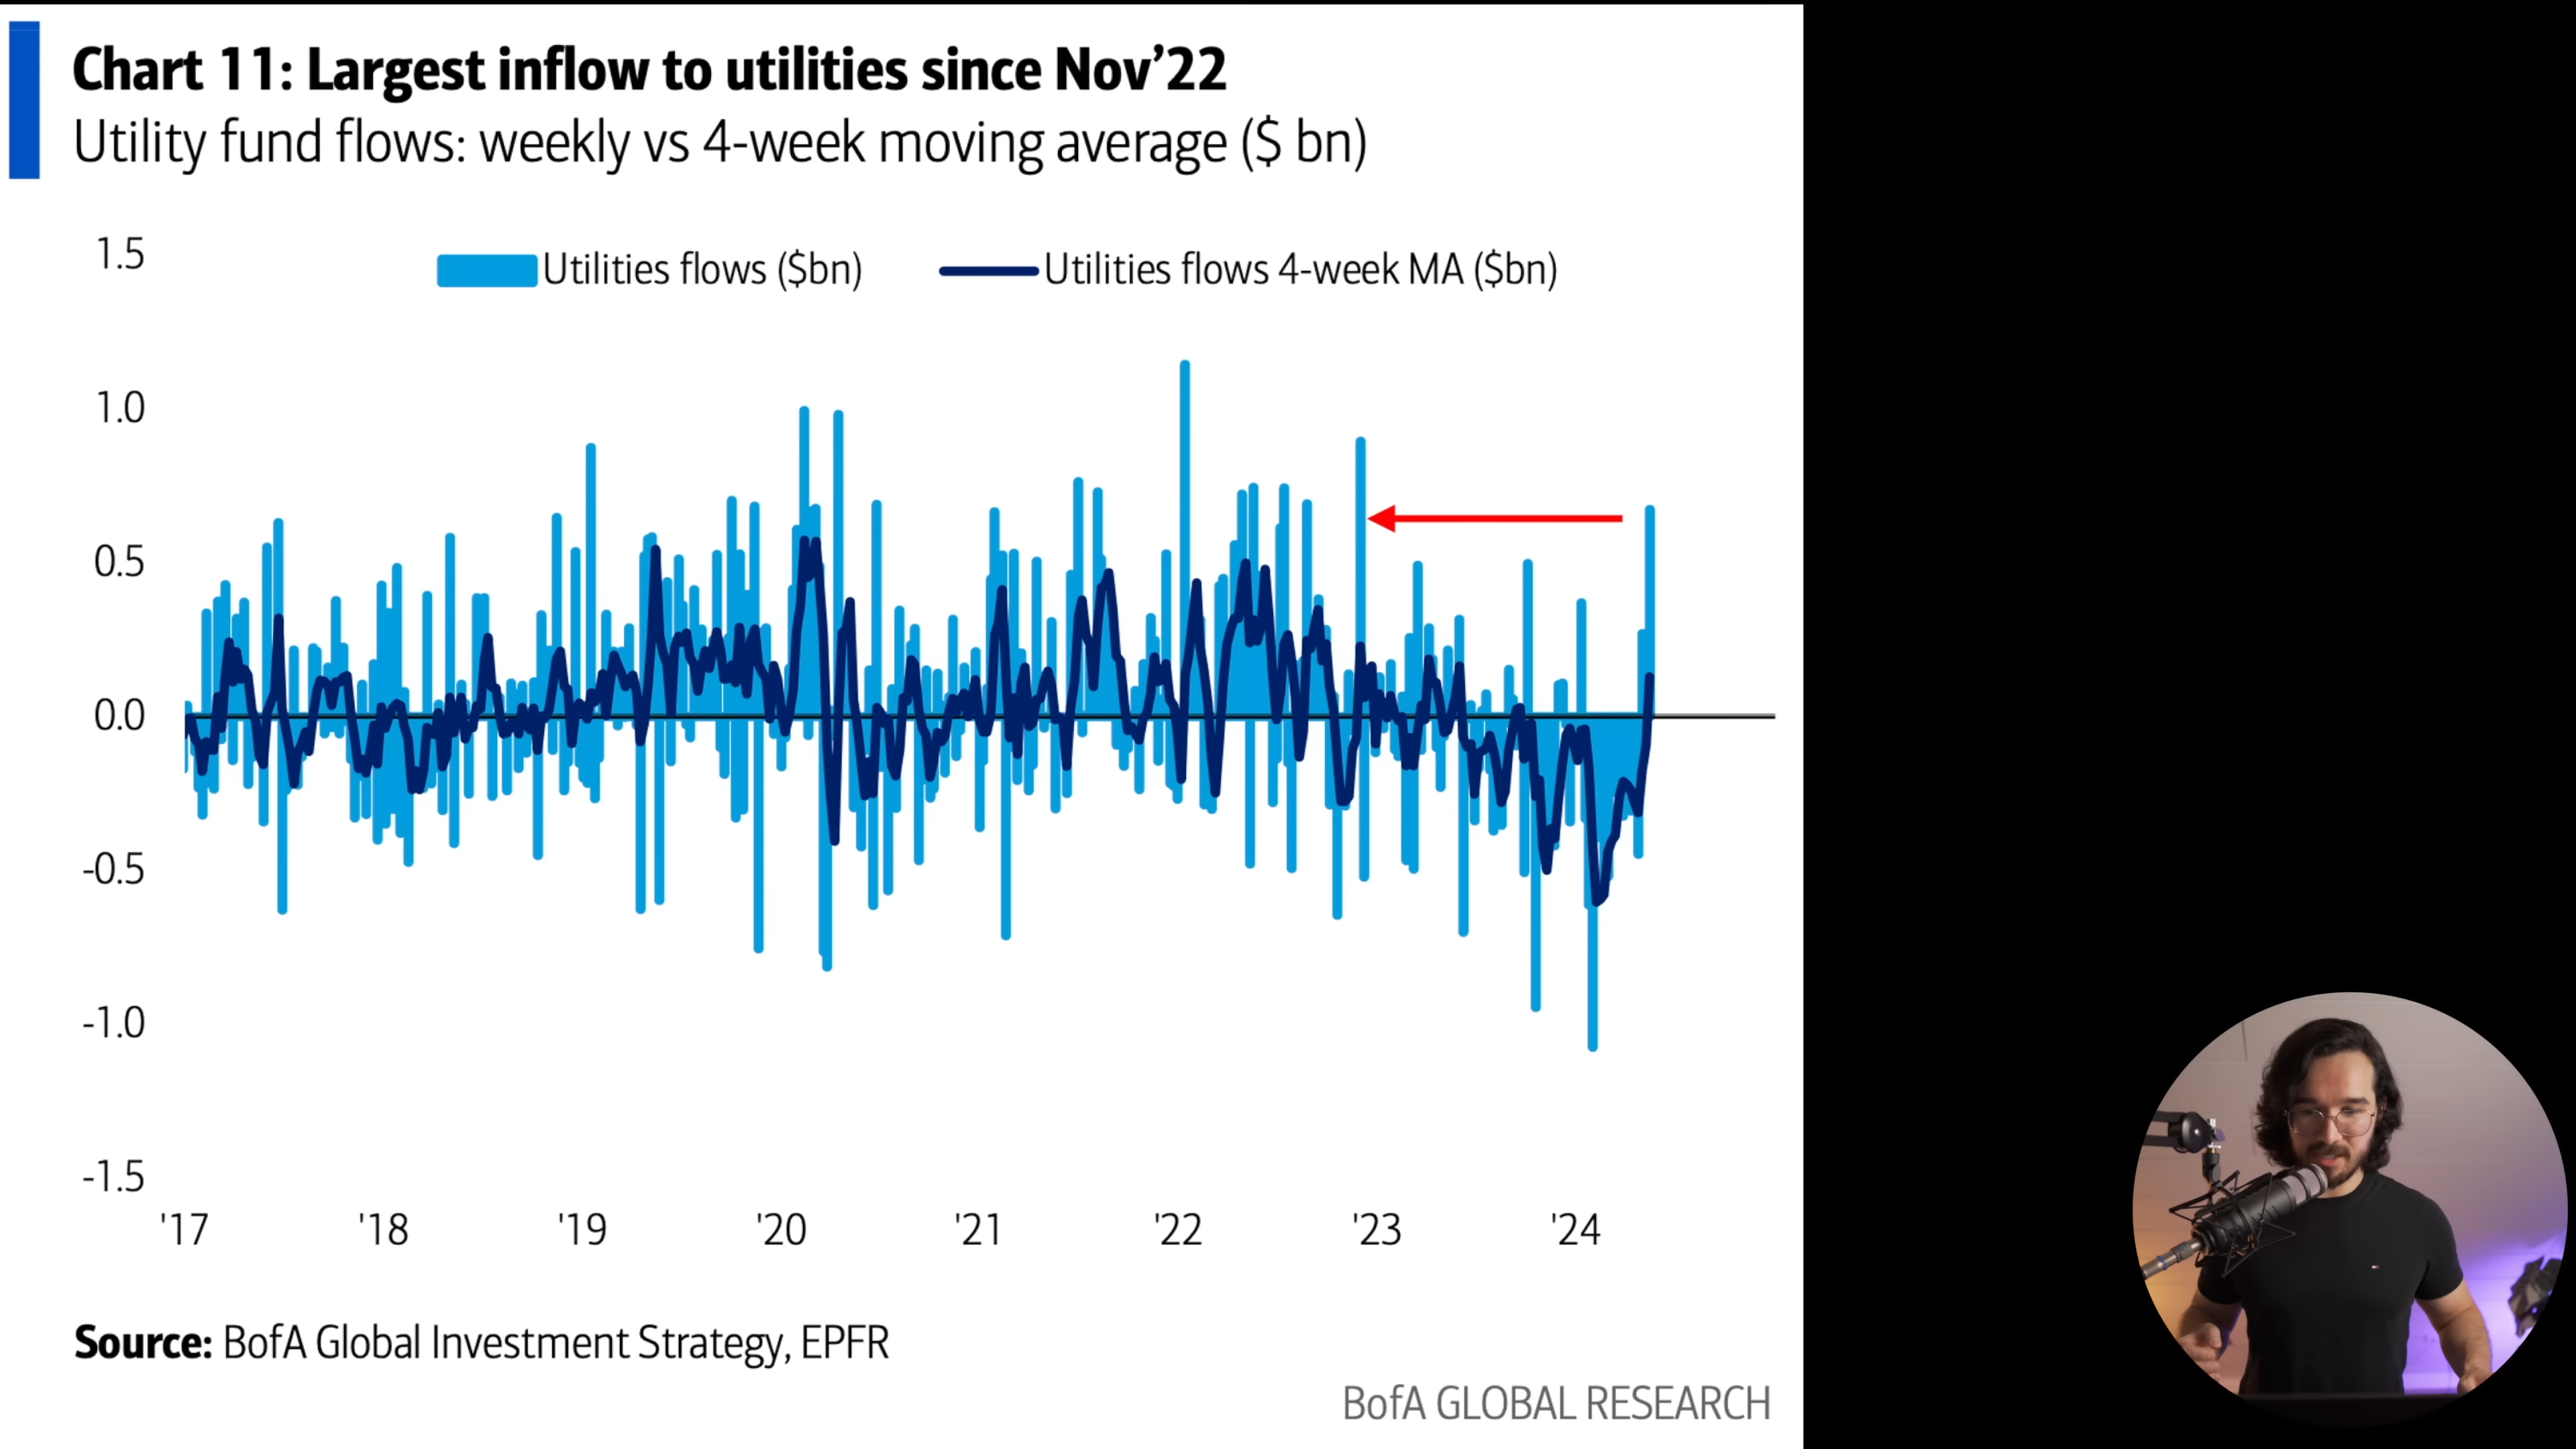 Chart 11: Largest inflow to utilities since Nov’22
Utility fund flows: weekly vs 4-week moving average ($ bn)
Utilities flows ($bn)
Utilities flows 4-week MA ($bn)
1.5
1.0
0.5
0.0
-0.5
-1.0
-1.5
'17 '18 '19 '20 '21 '22 '23 '24
Source: BofA Global Investment Strategy, EPFR
BofA GLOBAL RESEARCH